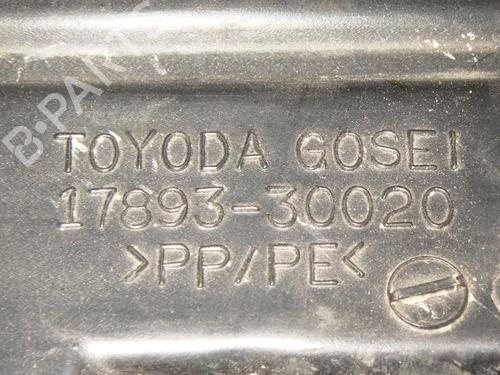 B-PARTS
TOYODA GOSEI
17893-30020
>PP/PE<